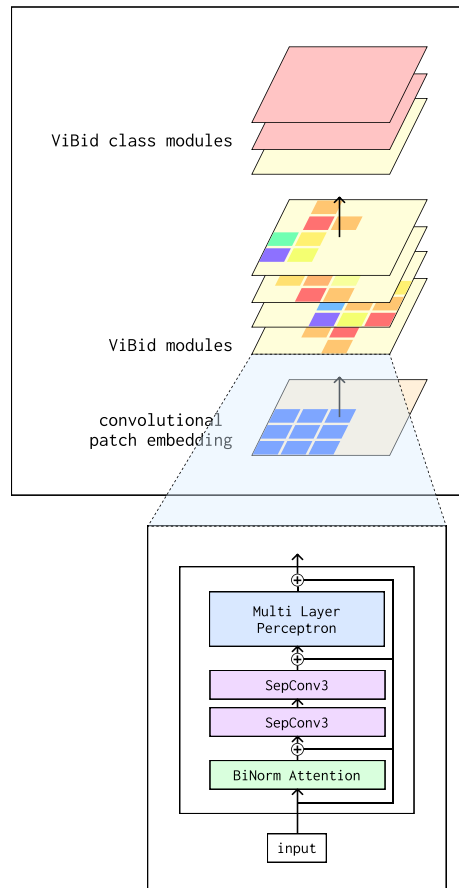 ViBid class modules
ViBid modules
convolutional
patch embedding
Multi Layer
Perceptron
SepConv3
SepConv3
BiNorm Attention
input